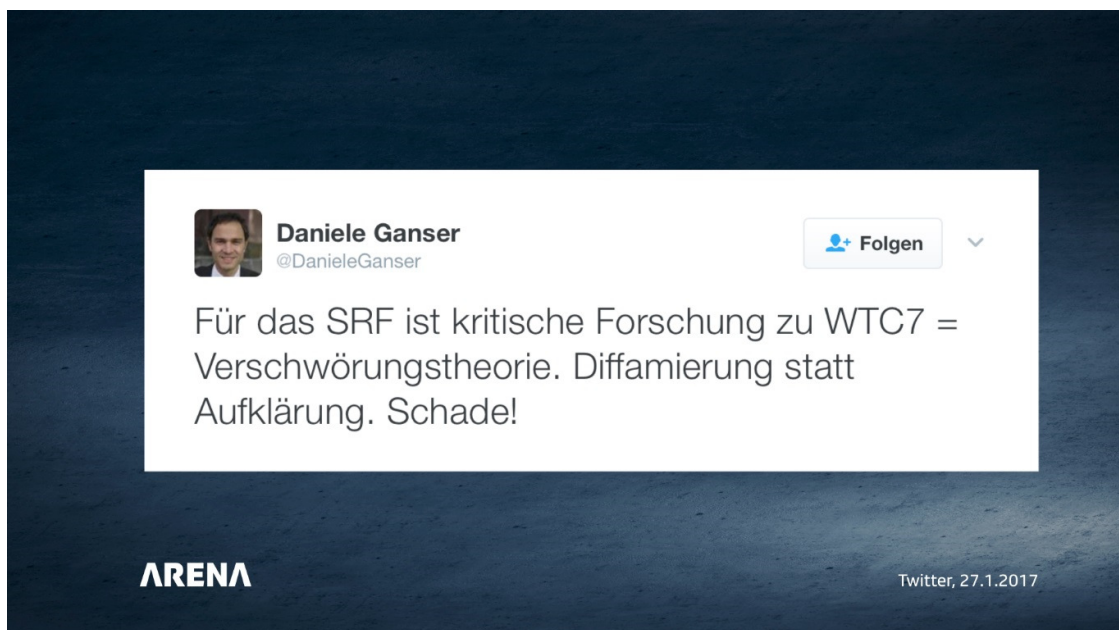 Daniele Ganser
@DanieleGanser
Folgen
Für das SRF ist kritische Forschung zu WTC7 =
Verschwörungstheorie. Diffamierung statt
Aufklärung. Schade!
ARENA
Twitter, 27.1.2017